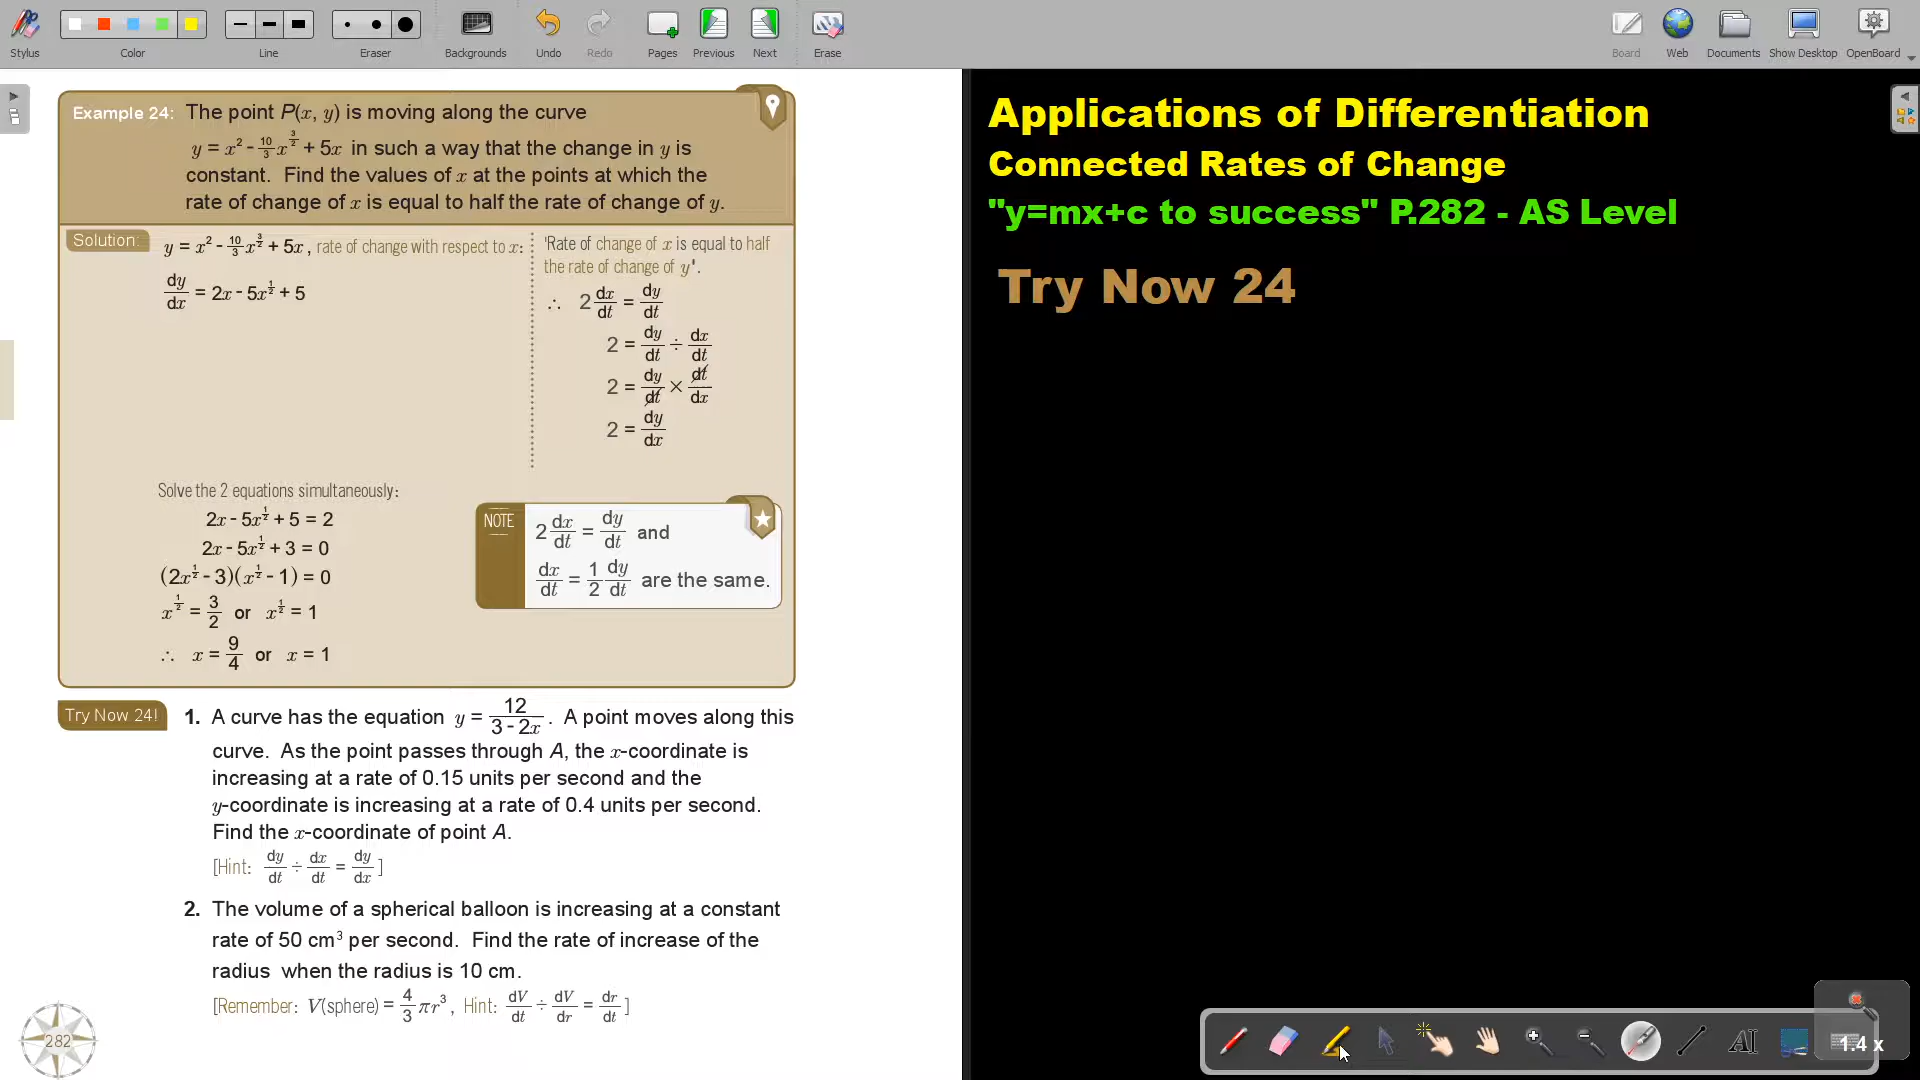 Stylus Color Line Eraser Backgrounds Undo Redo Pages Previous Next Erase Board Web Documents Show Desktop OpenBoard
Example 24: The point P(x, y) is moving along the curve
y = x² - 10/3 x^(3/2) + 5x in such a way that the change in y is
constant. Find the values of x at the points at which the
rate of change of x is equal to half the rate of change of y.
Solution:
y = x² - 10/3 x^(3/2) + 5x , rate of change with respect to x:
dy/dx = 2x - 5x^(1/2) + 5
'Rate of change of x is equal to half
the rate of change of y'.
∴ 2 dx/dt = dy/dt
2 = dy/dt ÷ dx/dt
2 = dy/dt × dt/dx
2 = dy/dx
Solve the 2 equations simultaneously:
2x - 5x^(1/2) + 5 = 2
2x - 5x^(1/2) + 3 = 0
(2x^(1/2) - 3)(x^(1/2) - 1) = 0
x^(1/2) = 3/2 or x^(1/2) = 1
∴ x = 9/4 or x = 1
NOTE
2 dx/dt = dy/dt and
dx/dt = 1/2 dy/dt are the same.
Try Now 24!
1. A curve has the equation y = 12/(3 - 2x) . A point moves along this
curve. As the point passes through A, the x-coordinate is
increasing at a rate of 0.15 units per second and the
y-coordinate is increasing at a rate of 0.4 units per second.
Find the x-coordinate of point A.
[Hint: dy/dt ÷ dx/dt = dy/dx ]
2. The volume of a spherical balloon is increasing at a constant
rate of 50 cm³ per second. Find the rate of increase of the
radius when the radius is 10 cm.
[Remember: V(sphere) = 4/3 πr³ , Hint: dV/dt ÷ dV/dr = dr/dt ]
282
Applications of Differentiation
Connected Rates of Change
"y=mx+c to success" P.282 - AS Level
Try Now 24
AI
1.4 x